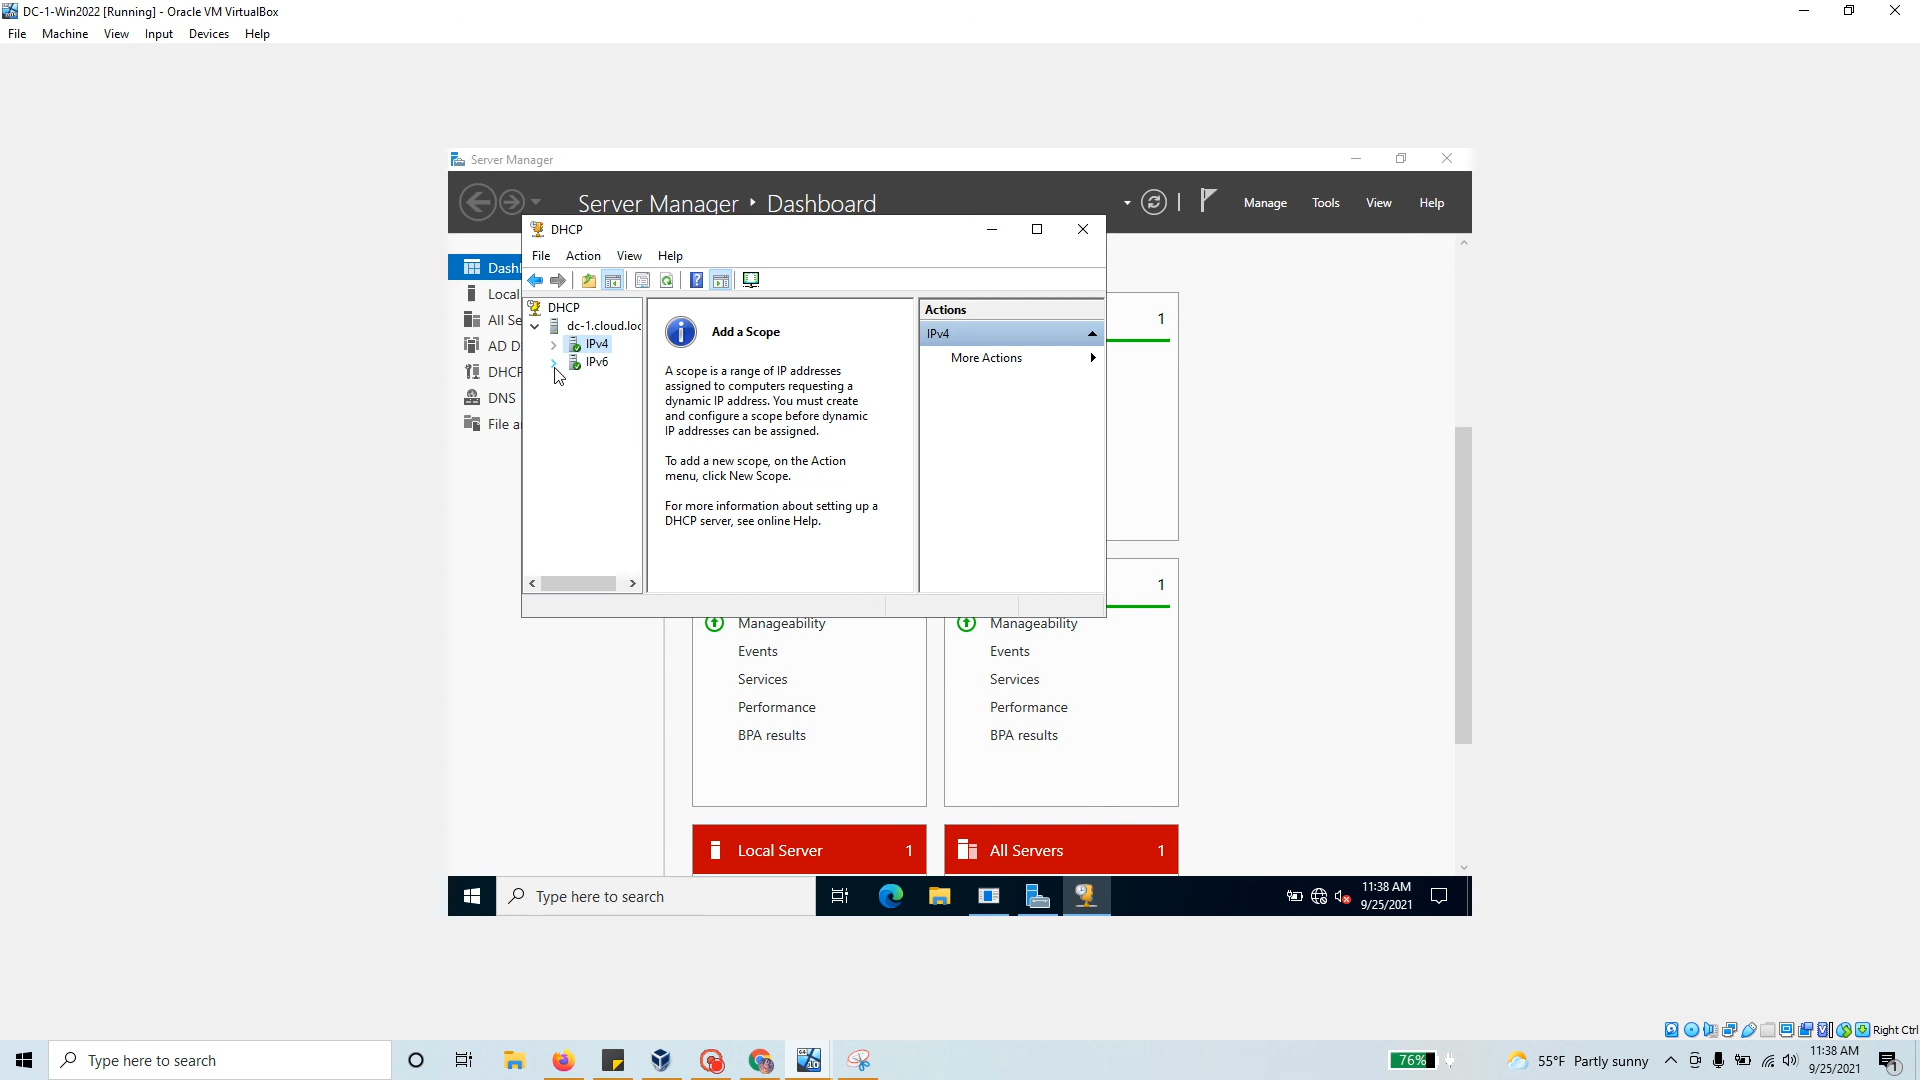 DC-1-Win2022 [Running] - Oracle VM VirtualBox
File Machine View Input Devices Help
Server Manager
Server Manager ‣ Dashboard
Manage Tools View Help
DHCP
File Action View Help
Dash
Local
All Se
AD D
DHCP
DNS
File a
DHCP
dc-1.cloud.loc
IPv4
IPv6
Add a Scope
A scope is a range of IP addresses
assigned to computers requesting a
dynamic IP address. You must create
and configure a scope before dynamic
IP addresses can be assigned.
To add a new scope, on the Action
menu, click New Scope.
For more information about setting up a
DHCP server, see online Help.
Actions
IPv4
More Actions
1
1
Manageability
Events
Services
Performance
BPA results
Manageability
Events
Services
Performance
BPA results
Local Server 1
All Servers 1
Type here to search
11:38 AM
9/25/2021
Right Ctrl
Type here to search
76%
55°F Partly sunny
11:38 AM
9/25/2021
1